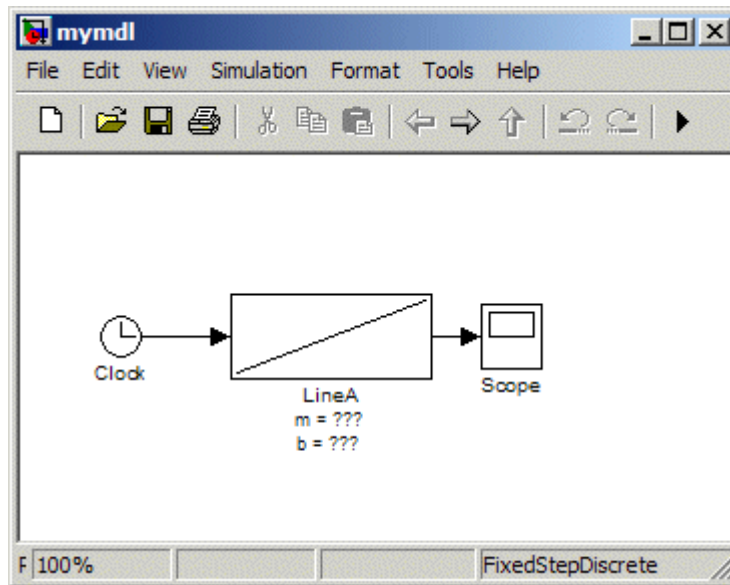 mymdl
File Edit View Simulation Format Tools Help
Clock
LineA
m = ???
b = ???
Scope
F 100% FixedStepDiscrete